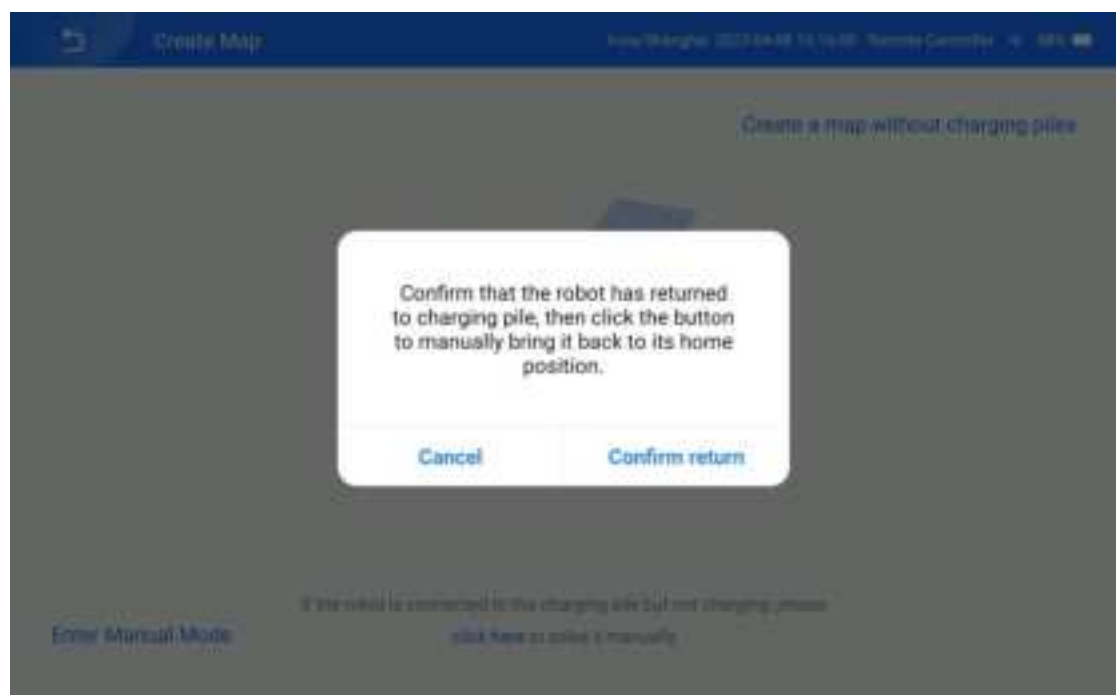 Create Map
Create a map without charging piles
Confirm that the robot has returned
to charging pile, then click the button
to manually bring it back to its home
position.
Cancel
Confirm return
If the robot is connected to the charging pile but not charging, please
Enter Manual Mode
click here to solve it manually